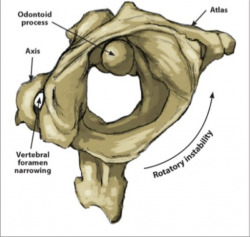 Odontoid
process
Atlas
Axis
Vertebral
foramen
narrowing
Rotatory instability